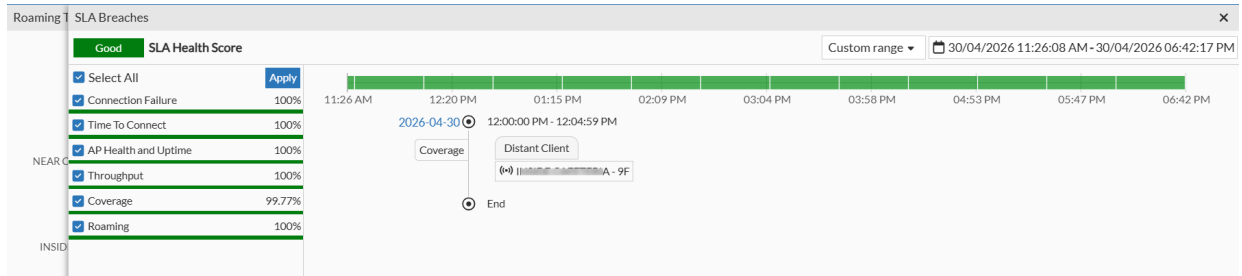 Roaming T
SLA Breaches
Good SLA Health Score
Custom range
30/04/2026 11:26:08 AM - 30/04/2026 06:42:17 PM
Select All Apply
Connection Failure 100%
Time To Connect 100%
AP Health and Uptime 100%
Throughput 100%
Coverage 99.77%
Roaming 100%
NEAR
INSID
11:26 AM 12:20 PM 01:15 PM 02:09 PM 03:04 PM 03:58 PM 04:53 PM 05:47 PM 06:42 PM
2026-04-30 12:00:00 PM - 12:04:59 PM
Coverage Distant Client
A - 9F
End